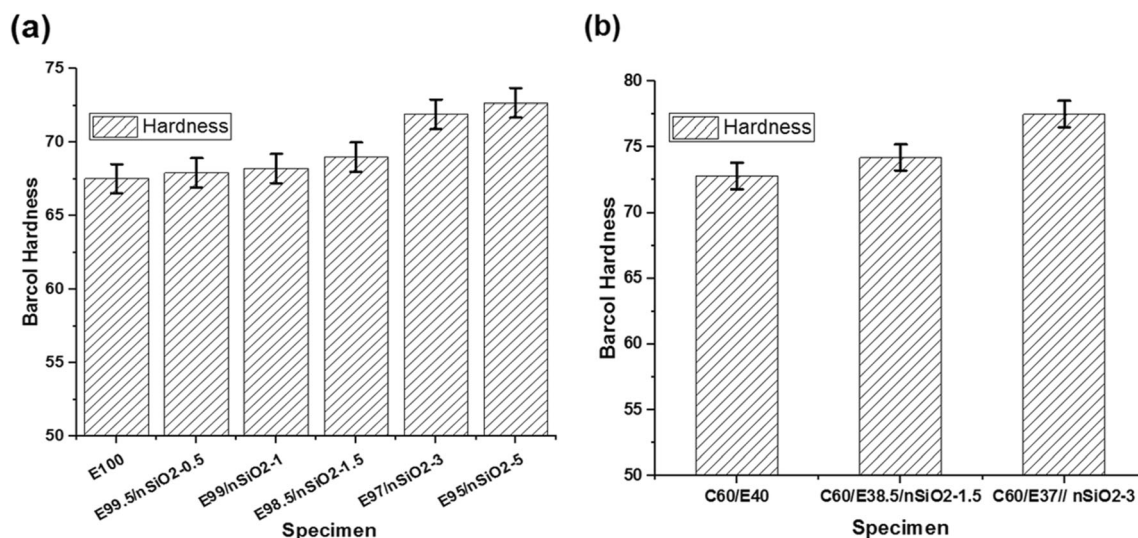 (a)
75
70
65
60
55
50
Barcol Hardness
Hardness
E100
E99.5/nSiO2-0.5
E99/nSiO2-1
E98.5/nSiO2-1.5
E97/nSiO2-3
E95/nSiO2-5
Specimen
(b)
80
75
70
65
60
55
50
Barcol Hardness
Hardness
C60/E40
C60/E38.5/nSiO2-1.5
C60/E37// nSiO2-3
Specimen